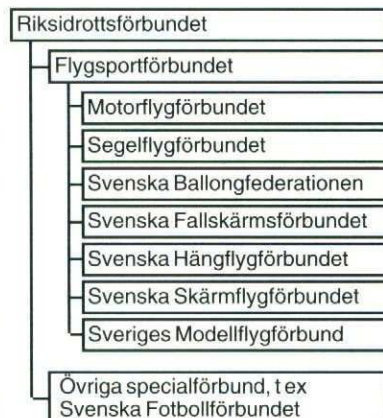 Riksidrottsförbundet
Flygsportförbundet
Motorflygförbundet
Segelflygförbundet
Svenska Ballongfederationen
Svenska Fallskärmsförbundet
Svenska Hängflygförbundet
Svenska Skärmflygförbundet
Sveriges Modellflygförbund
Övriga specialförbund, t ex
Svenska Fotbollförbundet